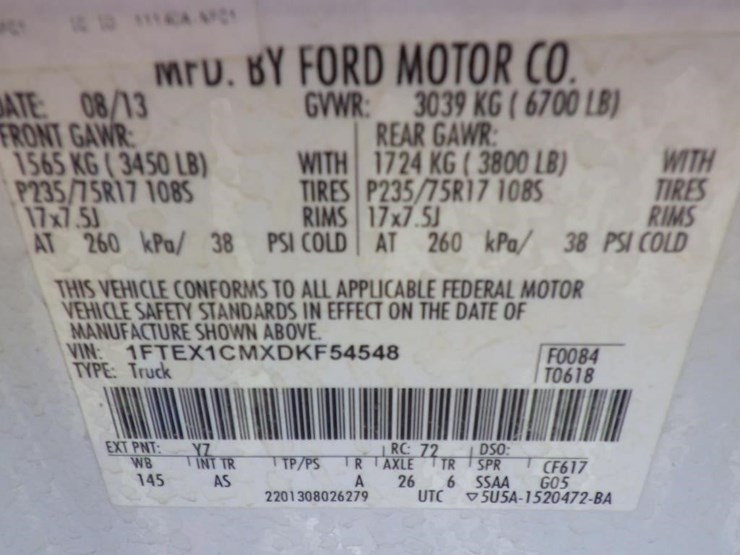 MFD. BY FORD MOTOR CO.
DATE: 08/13 GVWR: 3039 KG ( 6700 LB)
FRONT GAWR: REAR GAWR:
1565 KG ( 3450 LB) WITH 1724 KG ( 3800 LB) WITH
P235/75R17 108S TIRES P235/75R17 108S TIRES
17x7.5J RIMS 17x7.5J RIMS
AT 260 kPa/ 38 PSI COLD AT 260 kPa/ 38 PSI COLD
THIS VEHICLE CONFORMS TO ALL APPLICABLE FEDERAL MOTOR
VEHICLE SAFETY STANDARDS IN EFFECT ON THE DATE OF
MANUFACTURE SHOWN ABOVE.
VIN: 1FTEX1CMXDKF54548 F0084
TYPE: Truck T0618
EXT PNT: YZ RC: 72 DSO:
WB INT TR TP/PS R AXLE TR SPR CF617
145 AS A 26 6 SSAA G05
2201308026279 UTC ▽5U5A-1520472-BA